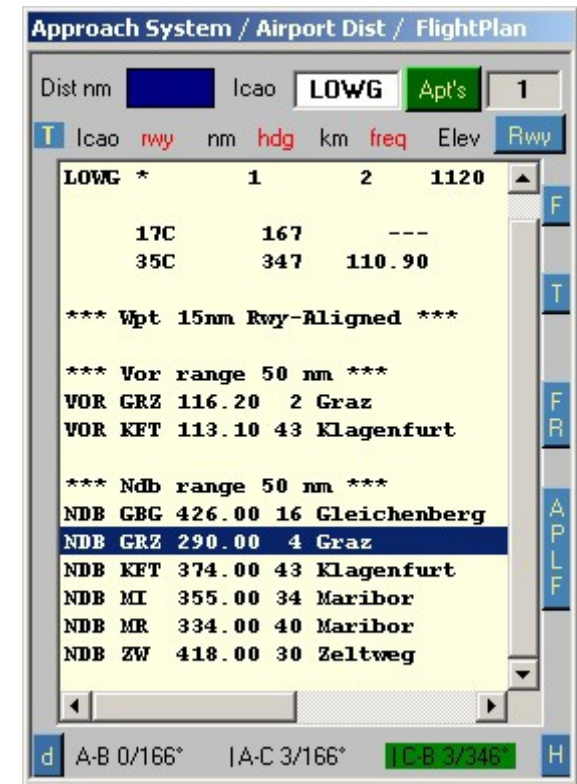 Approach System / Airport Dist / FlightPlan
Dist nm Icao LOWG Apt's 1
T Icao rwy nm hdg km freq Elev Rwy
LOWG * 1 2 1120
F
17C 167 ---
35C 347 110.90
T
*** Wpt 15nm Rwy-Aligned ***
*** Vor range 50 nm ***
VOR GRZ 116.20 2 Graz
VOR KFT 113.10 43 Klagenfurt
FR
*** Ndb range 50 nm ***
NDB GBG 426.00 16 Gleichenberg
NDB GRZ 290.00 4 Graz
NDB KFT 374.00 43 Klagenfurt
NDB MI 355.00 34 Maribor
NDB MR 334.00 40 Maribor
NDB ZW 418.00 30 Zeltweg
APLF
d A-B 0/166° | A-C 3/166° | C-B 3/346° H